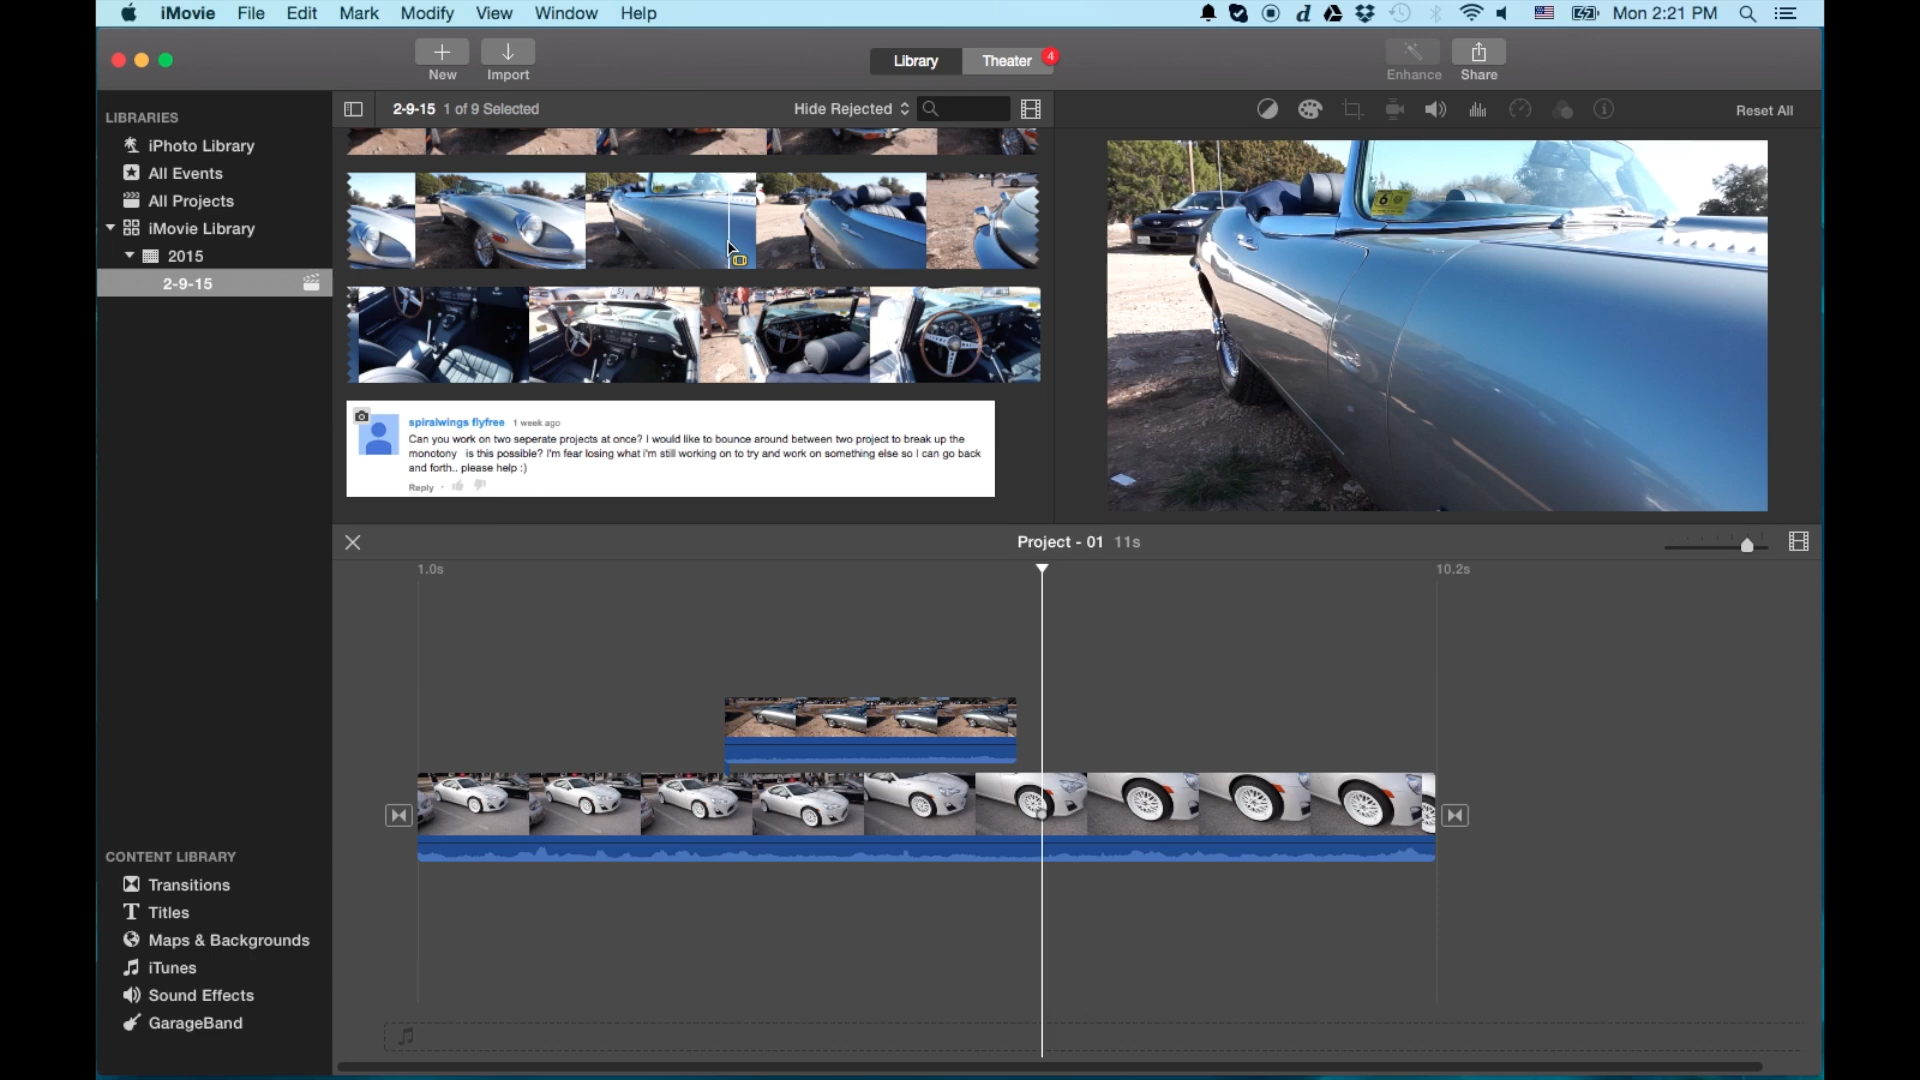 iMovie File Edit Mark Modify View Window Help Mon 2:21 PM
New Import Library Theater 4 Enhance Share
LIBRARIES
iPhoto Library
All Events
All Projects
iMovie Library
2015
2-9-15
2-9-15 1 of 9 Selected Hide Rejected
Reset All
6
spiralwings flyfree 1 week ago
Can you work on two seperate projects at once? I would like to bounce around between two project to break up the
monotony is this possible? I'm fear losing what i'm still working on to try and work on something else so I can go back
and forth.. please help :)
Reply ·
Project - 01 11s
1.0s 10.2s
CONTENT LIBRARY
Transitions
Titles
Maps & Backgrounds
iTunes
Sound Effects
GarageBand